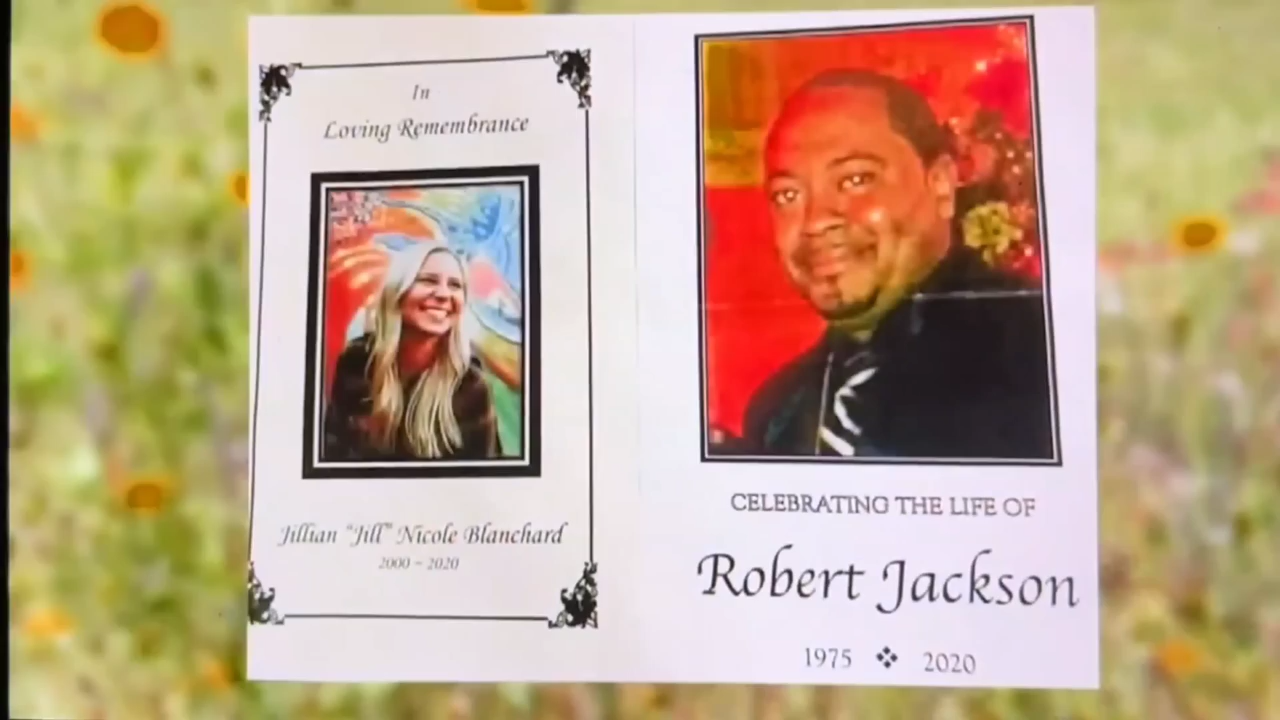 In
Loving Remembrance
Jillian "Jill" Nicole Blanchard
2000 – 2020
CELEBRATING THE LIFE OF
Robert Jackson
1975 ❖ 2020